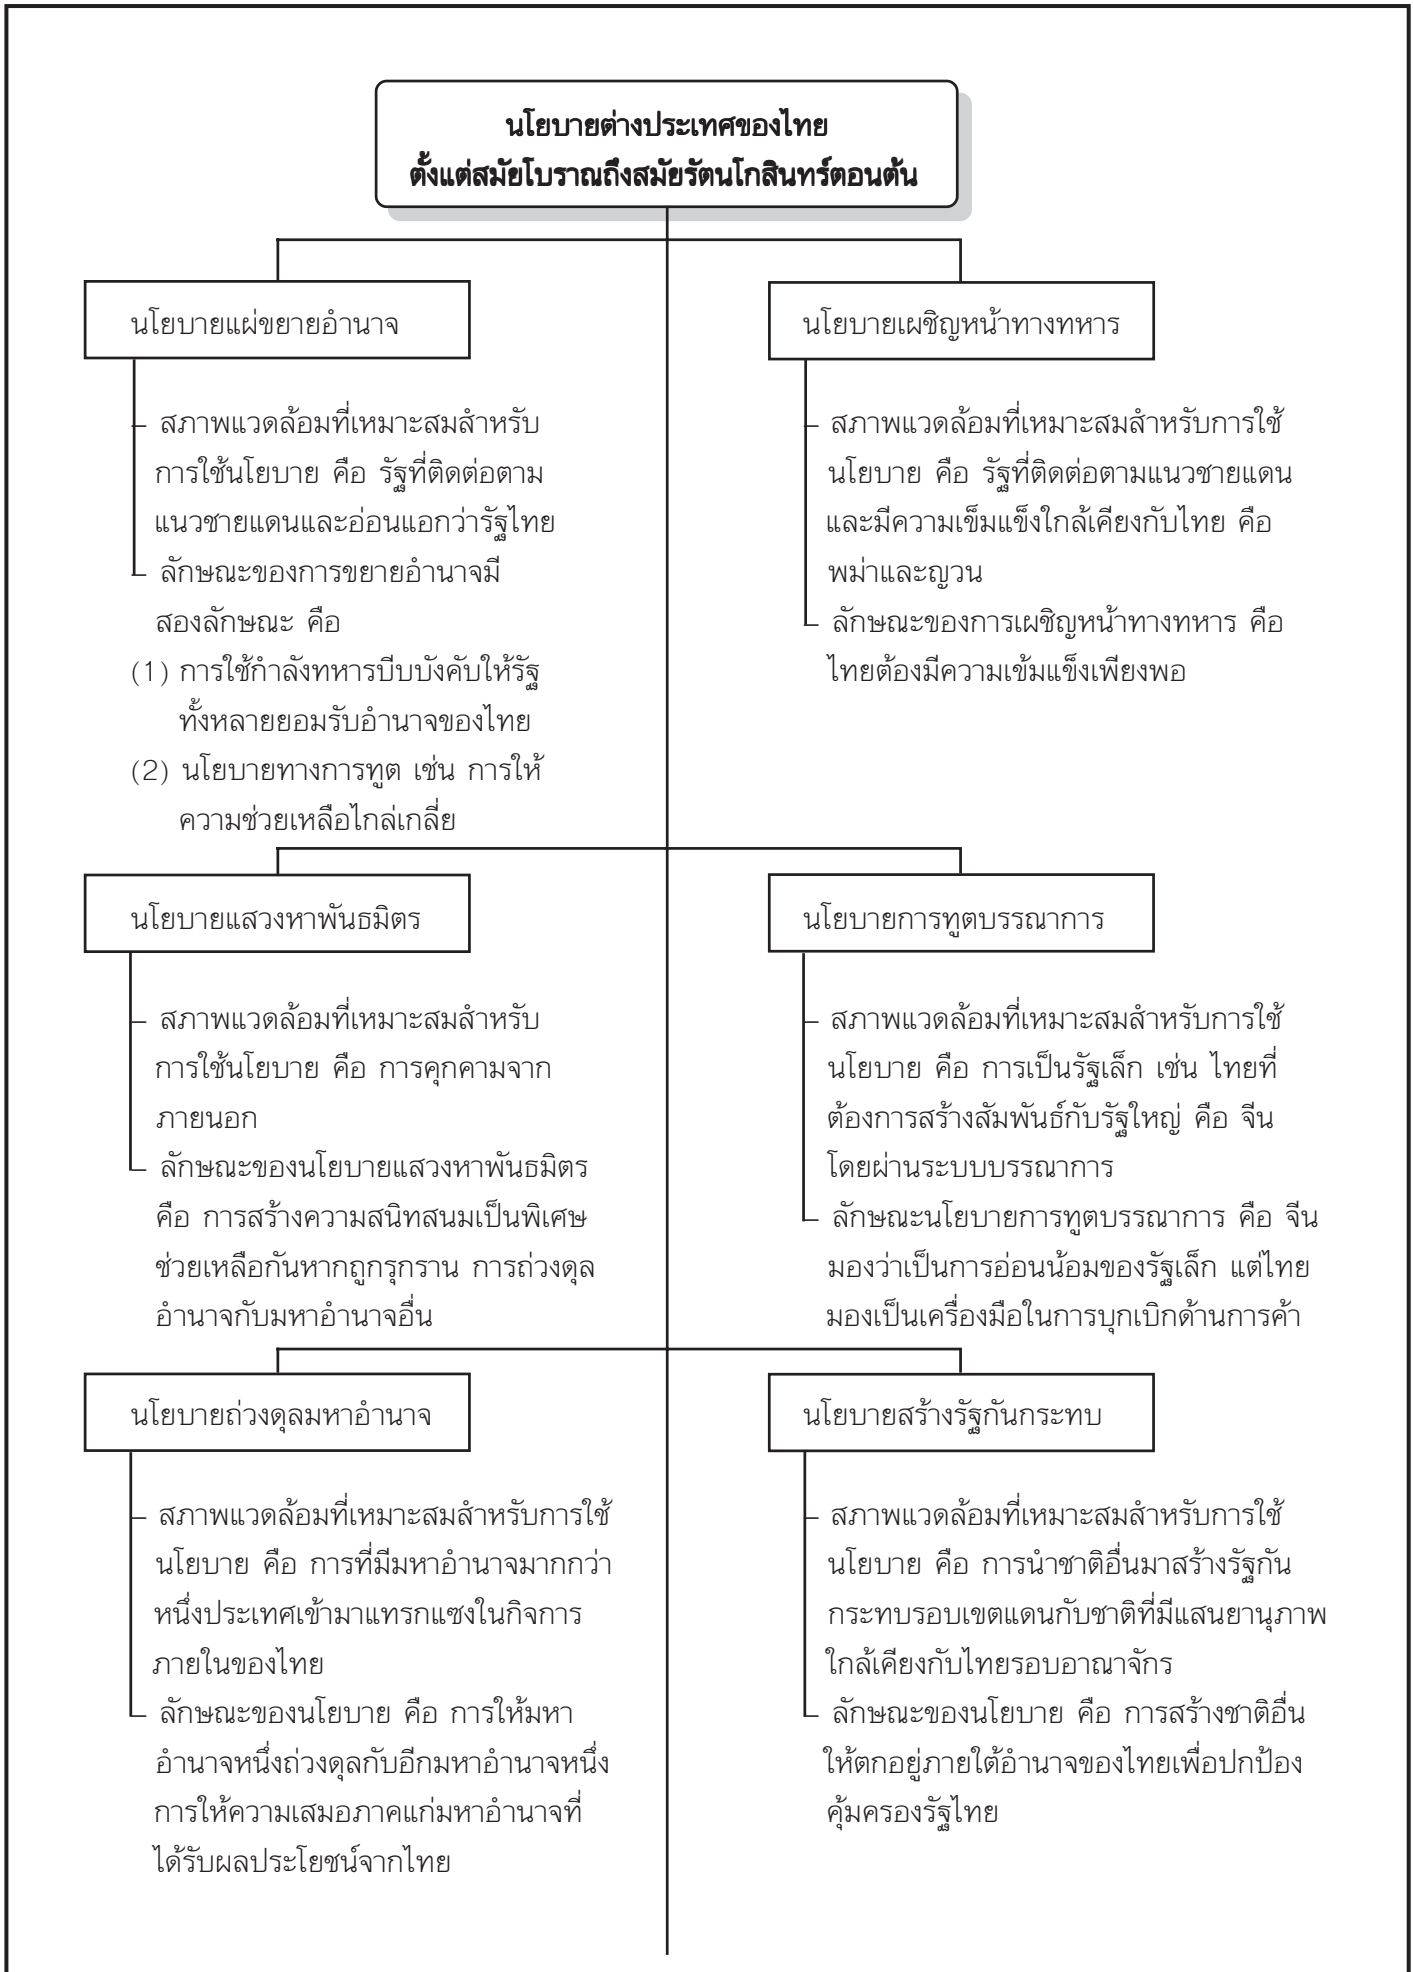 นโยบายต่างประเทศของไทย
ตั้งแต่สมัยโบราณถึงสมัยรัตนโกสินทร์ตอนต้น
นโยบายแผ่ขยายอำนาจ
– สภาพแวดล้อมที่เหมาะสมสำหรับ
การใช้นโยบาย คือ รัฐที่ติดต่อตาม
แนวชายแดนและอ่อนแอกว่ารัฐไทย
– ลักษณะของการขยายอำนาจมี
สองลักษณะ คือ
(1) การใช้กำลังทหารบีบบังคับให้รัฐ
ทั้งหลายยอมรับอำนาจของไทย
(2) นโยบายทางการทูต เช่น การให้
ความช่วยเหลือไกล่เกลี่ย
นโยบายเผชิญหน้าทางทหาร
– สภาพแวดล้อมที่เหมาะสมสำหรับการใช้
นโยบาย คือ รัฐที่ติดต่อตามแนวชายแดน
และมีความเข็มแข็งใกล้เคียงกับไทย คือ
พม่าและญวน
– ลักษณะของการเผชิญหน้าทางทหาร คือ
ไทยต้องมีความเข้มแข็งเพียงพอ
นโยบายแสวงหาพันธมิตร
– สภาพแวดล้อมที่เหมาะสมสำหรับ
การใช้นโยบาย คือ การคุกคามจาก
ภายนอก
– ลักษณะของนโยบายแสวงหาพันธมิตร
คือ การสร้างความสนิทสนมเป็นพิเศษ
ช่วยเหลือกันหากถูกรุกราน การถ่วงดุล
อำนาจกับมหาอำนาจอื่น
นโยบายการทูตบรรณาการ
– สภาพแวดล้อมที่เหมาะสมสำหรับการใช้
นโยบาย คือ การเป็นรัฐเล็ก เช่น ไทยที่
ต้องการสร้างสัมพันธ์กับรัฐใหญ่ คือ จีน
โดยผ่านระบบบรรณาการ
– ลักษณะนโยบายการทูตบรรณาการ คือ จีน
มองว่าเป็นการอ่อนน้อมของรัฐเล็ก แต่ไทย
มองเป็นเครื่องมือในการบุกเบิกด้านการค้า
นโยบายถ่วงดุลมหาอำนาจ
– สภาพแวดล้อมที่เหมาะสมสำหรับการใช้
นโยบาย คือ การที่มีมหาอำนาจมากกว่า
หนึ่งประเทศเข้ามาแทรกแซงในกิจการ
ภายในของไทย
– ลักษณะของนโยบาย คือ การให้มหา
อำนาจหนึ่งถ่วงดุลกับอีกมหาอำนาจหนึ่ง
การให้ความเสมอภาคแก่มหาอำนาจที่
ได้รับผลประโยชน์จากไทย
นโยบายสร้างรัฐกันกระทบ
– สภาพแวดล้อมที่เหมาะสมสำหรับการใช้
นโยบาย คือ การนำชาติอื่นมาสร้างรัฐกัน
กระทบรอบเขตแดนกับชาติที่มีแสนยานุภาพ
ใกล้เคียงกับไทยรอบอาณาจักร
– ลักษณะของนโยบาย คือ การสร้างชาติอื่น
ให้ตกอยู่ภายใต้อำนาจของไทยเพื่อปกป้อง
คุ้มครองรัฐไทย